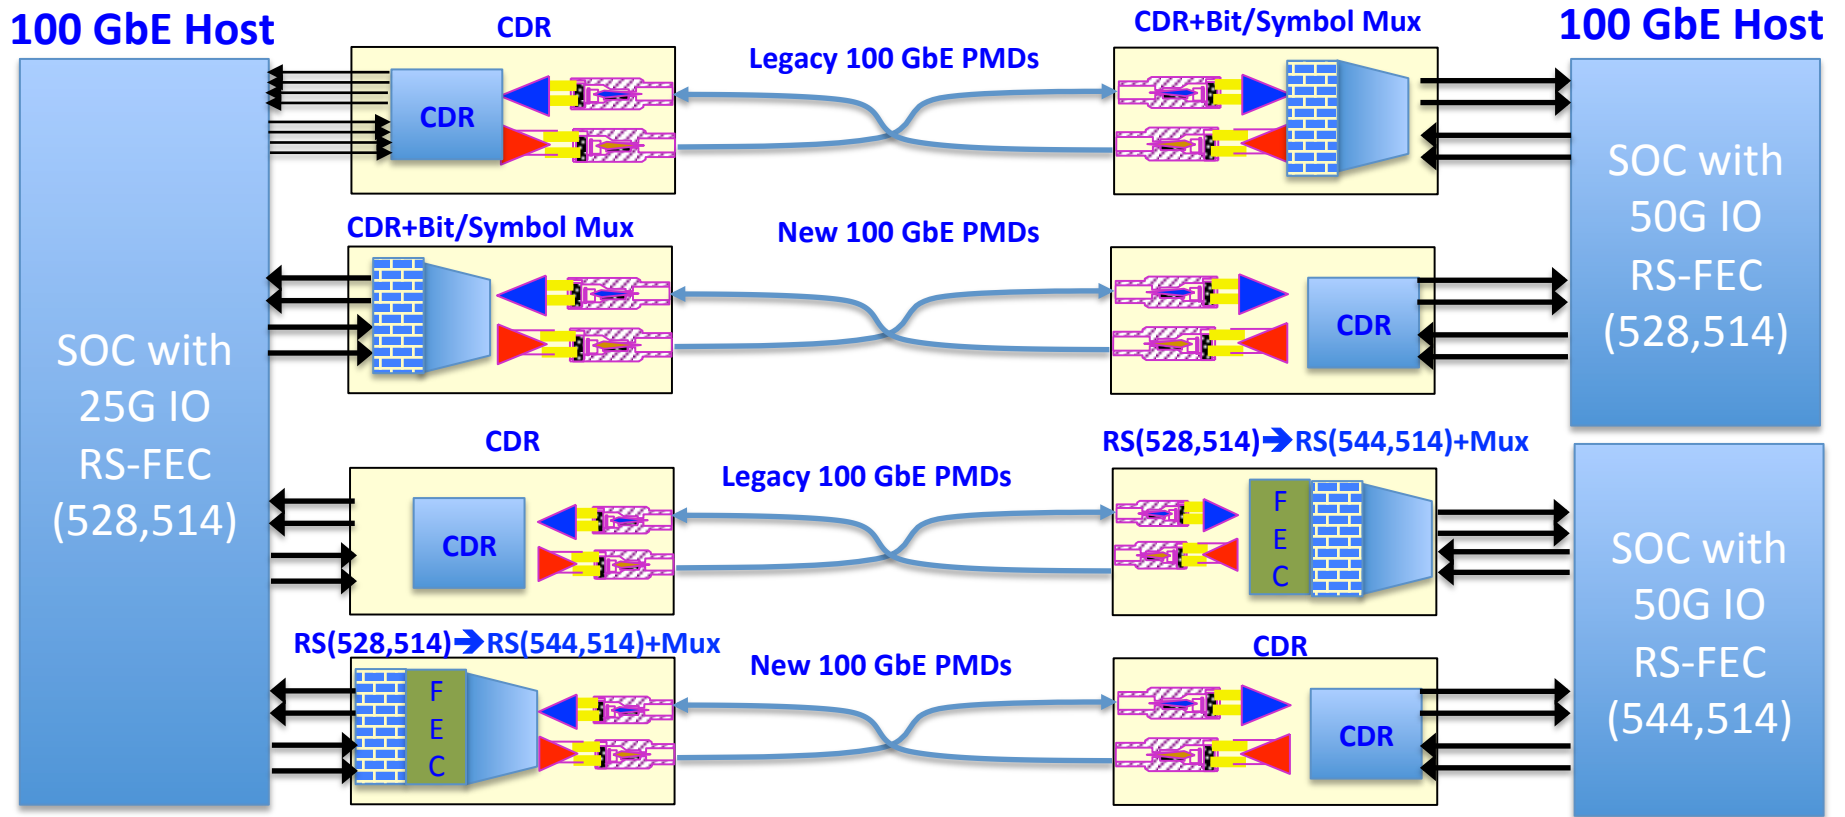 100 GbE Host
CDR
CDR+Bit/Symbol Mux
100 GbE Host
Legacy 100 GbE PMDs
CDR
CDR+Bit/Symbol Mux
New 100 GbE PMDs
CDR
SOC with
50G IO
RS-FEC
(528,514)
SOC with
25G IO
RS-FEC
(528,514)
CDR
Legacy 100 GbE PMDs
RS(528,514)➔RS(544,514)+Mux
CDR
F
E
C
RS(528,514)➔RS(544,514)+Mux
New 100 GbE PMDs
CDR
F
E
C
CDR
SOC with
50G IO
RS-FEC
(544,514)